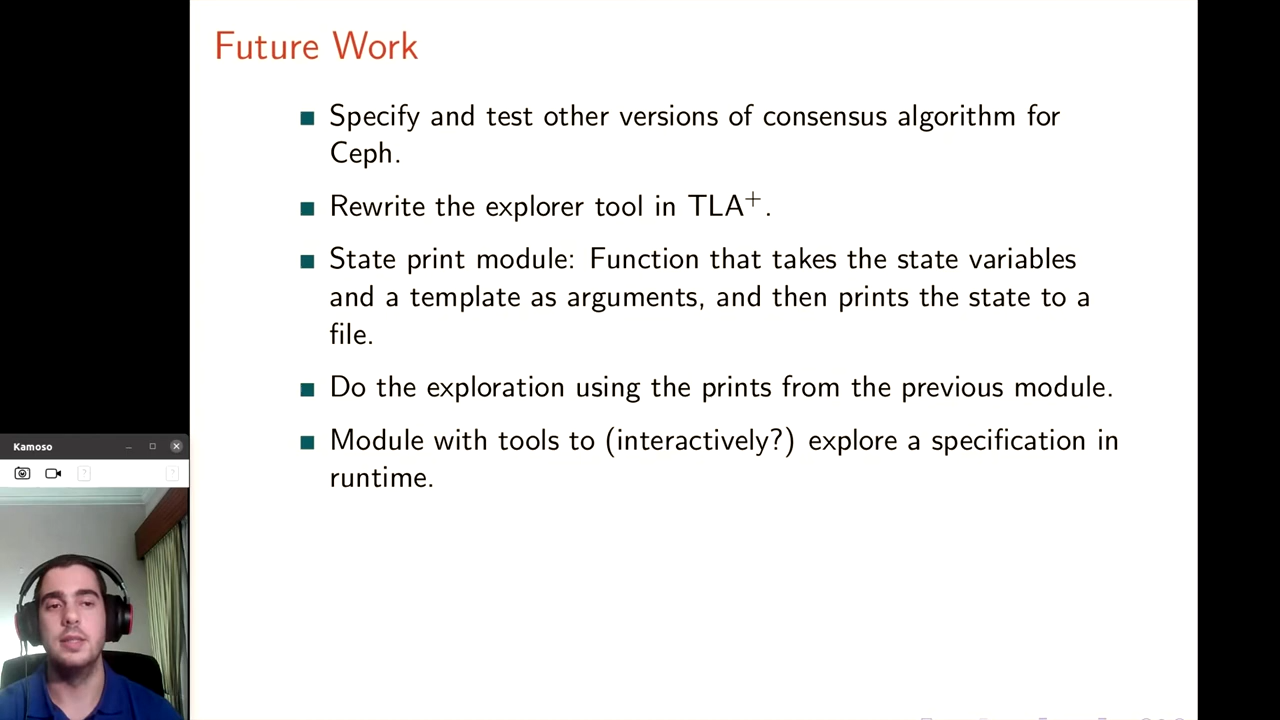 Future Work
Specify and test other versions of consensus algorithm for
Ceph.
Rewrite the explorer tool in TLA+.
State print module: Function that takes the state variables
and a template as arguments, and then prints the state to a
file.
Do the exploration using the prints from the previous module.
Module with tools to (interactively?) explore a specification in
runtime.
Kamoso